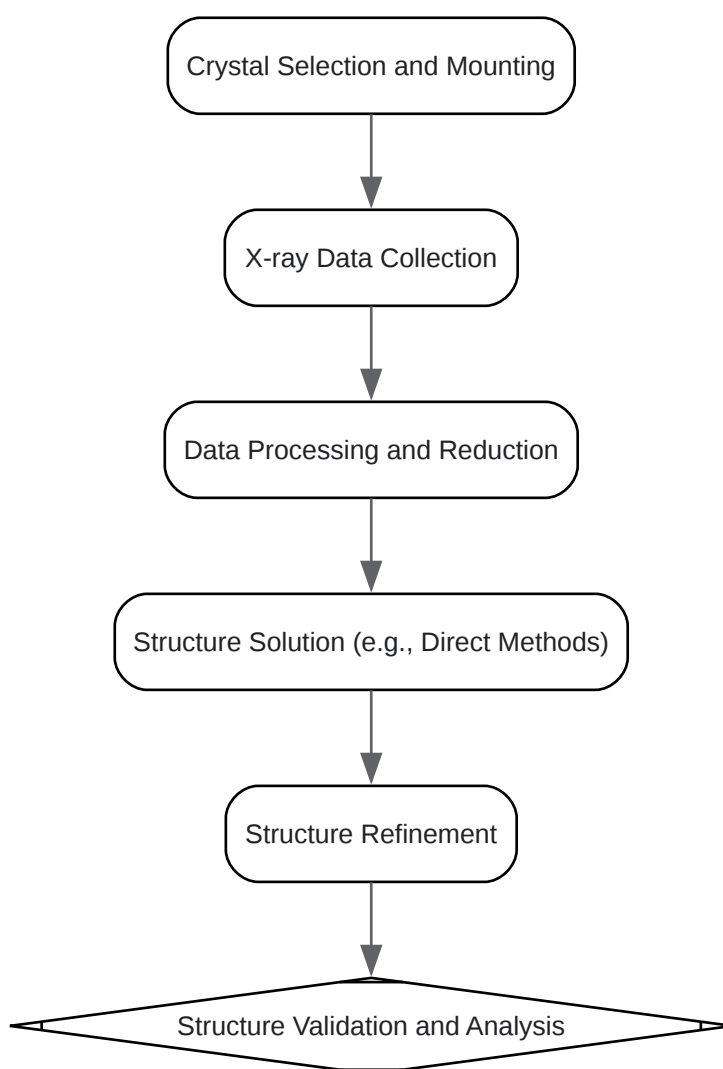 Crystal Selection and Mounting
X-ray Data Collection
Data Processing and Reduction
Structure Solution (e.g., Direct Methods)
Structure Refinement
Structure Validation and Analysis